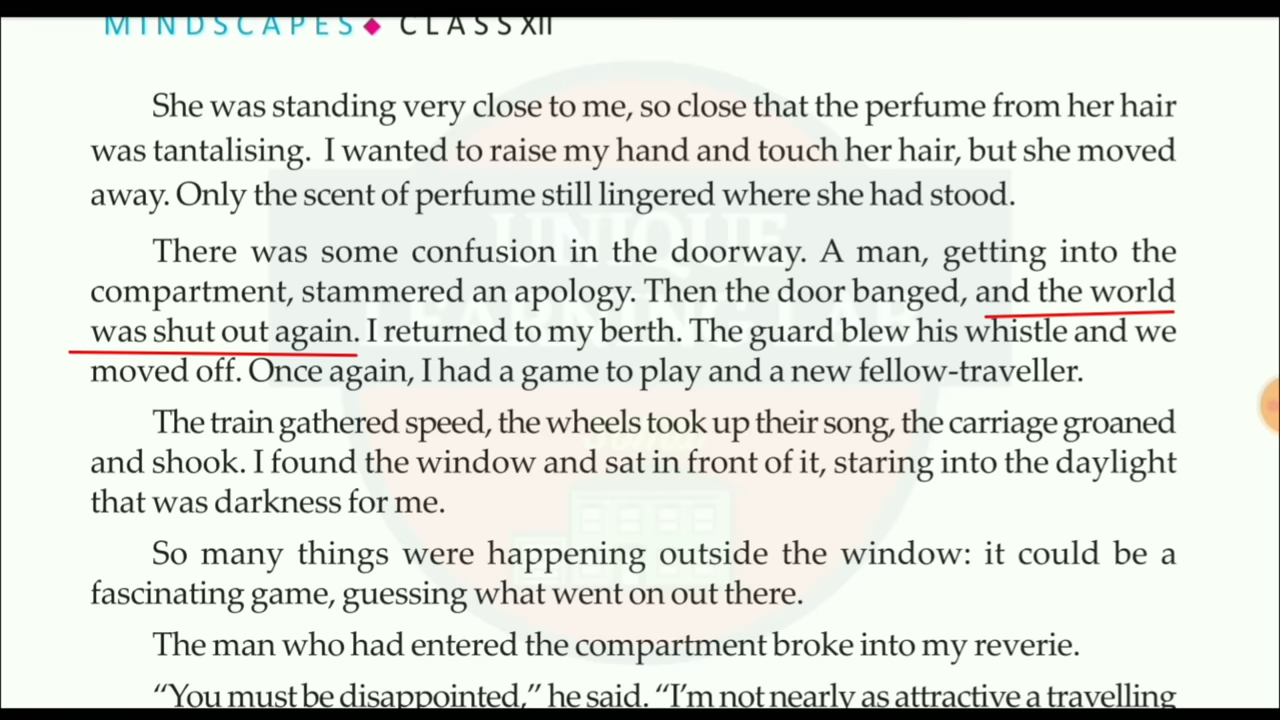 MINDSCAPES◆ CLASS XII
She was standing very close to me, so close that the perfume from her hair
was tantalising. I wanted to raise my hand and touch her hair, but she moved
away. Only the scent of perfume still lingered where she had stood.
There was some confusion in the doorway. A man, getting into the
compartment, stammered an apology. Then the door banged, and the world
was shut out again. I returned to my berth. The guard blew his whistle and we
moved off. Once again, I had a game to play and a new fellow-traveller.
The train gathered speed, the wheels took up their song, the carriage groaned
and shook. I found the window and sat in front of it, staring into the daylight
that was darkness for me.
So many things were happening outside the window: it could be a
fascinating game, guessing what went on out there.
The man who had entered the compartment broke into my reverie.
“You must be disappointed,” he said. “I’m not nearly as attractive a travelling
UNIQUE